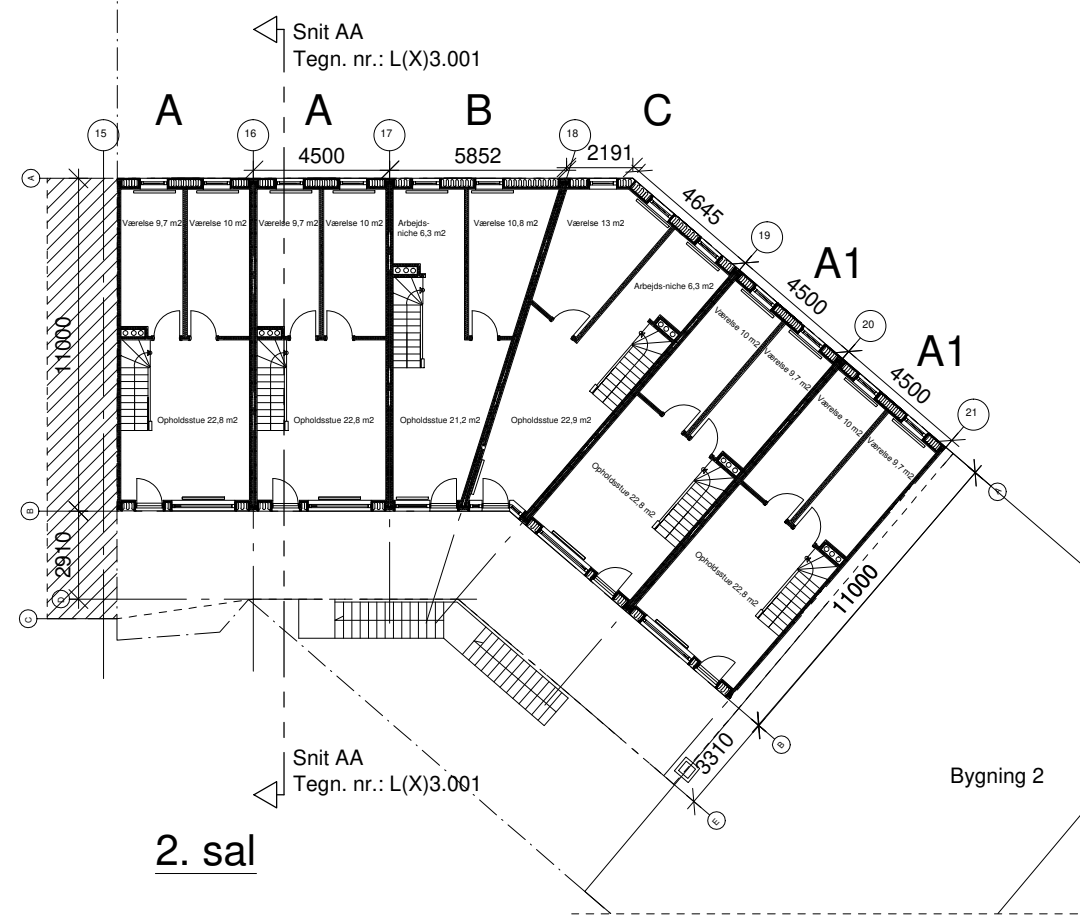 Snit AA
Tegn. nr.: L(X)3.001
A
A
B
C
15
16
17
18
4500
5852
2191
A
4645
19
A1
4500
20
A1
4500
21
Værelse 9,7 m2
Værelse 10 m2
Værelse 9,7 m2
Værelse 10 m2
Arbejds-
niche 6,3 m2
Værelse 10,8 m2
Værelse 13 m2
Arbejds-niche 6,3 m2
Værelse 10 m2
Værelse 9,7 m2
Værelse 10 m2
Værelse 9,7 m2
11000
Opholdsstue 22,8 m2
Opholdsstue 22,8 m2
Opholdsstue 21,2 m2
Opholdsstue 22,9 m2
Opholdsstue 22,8 m2
Opholdsstue 22,8 m2
A
B
2910
D
C
11000
3310
B
E
Snit AA
Tegn. nr.: L(X)3.001
Bygning 2
2. sal